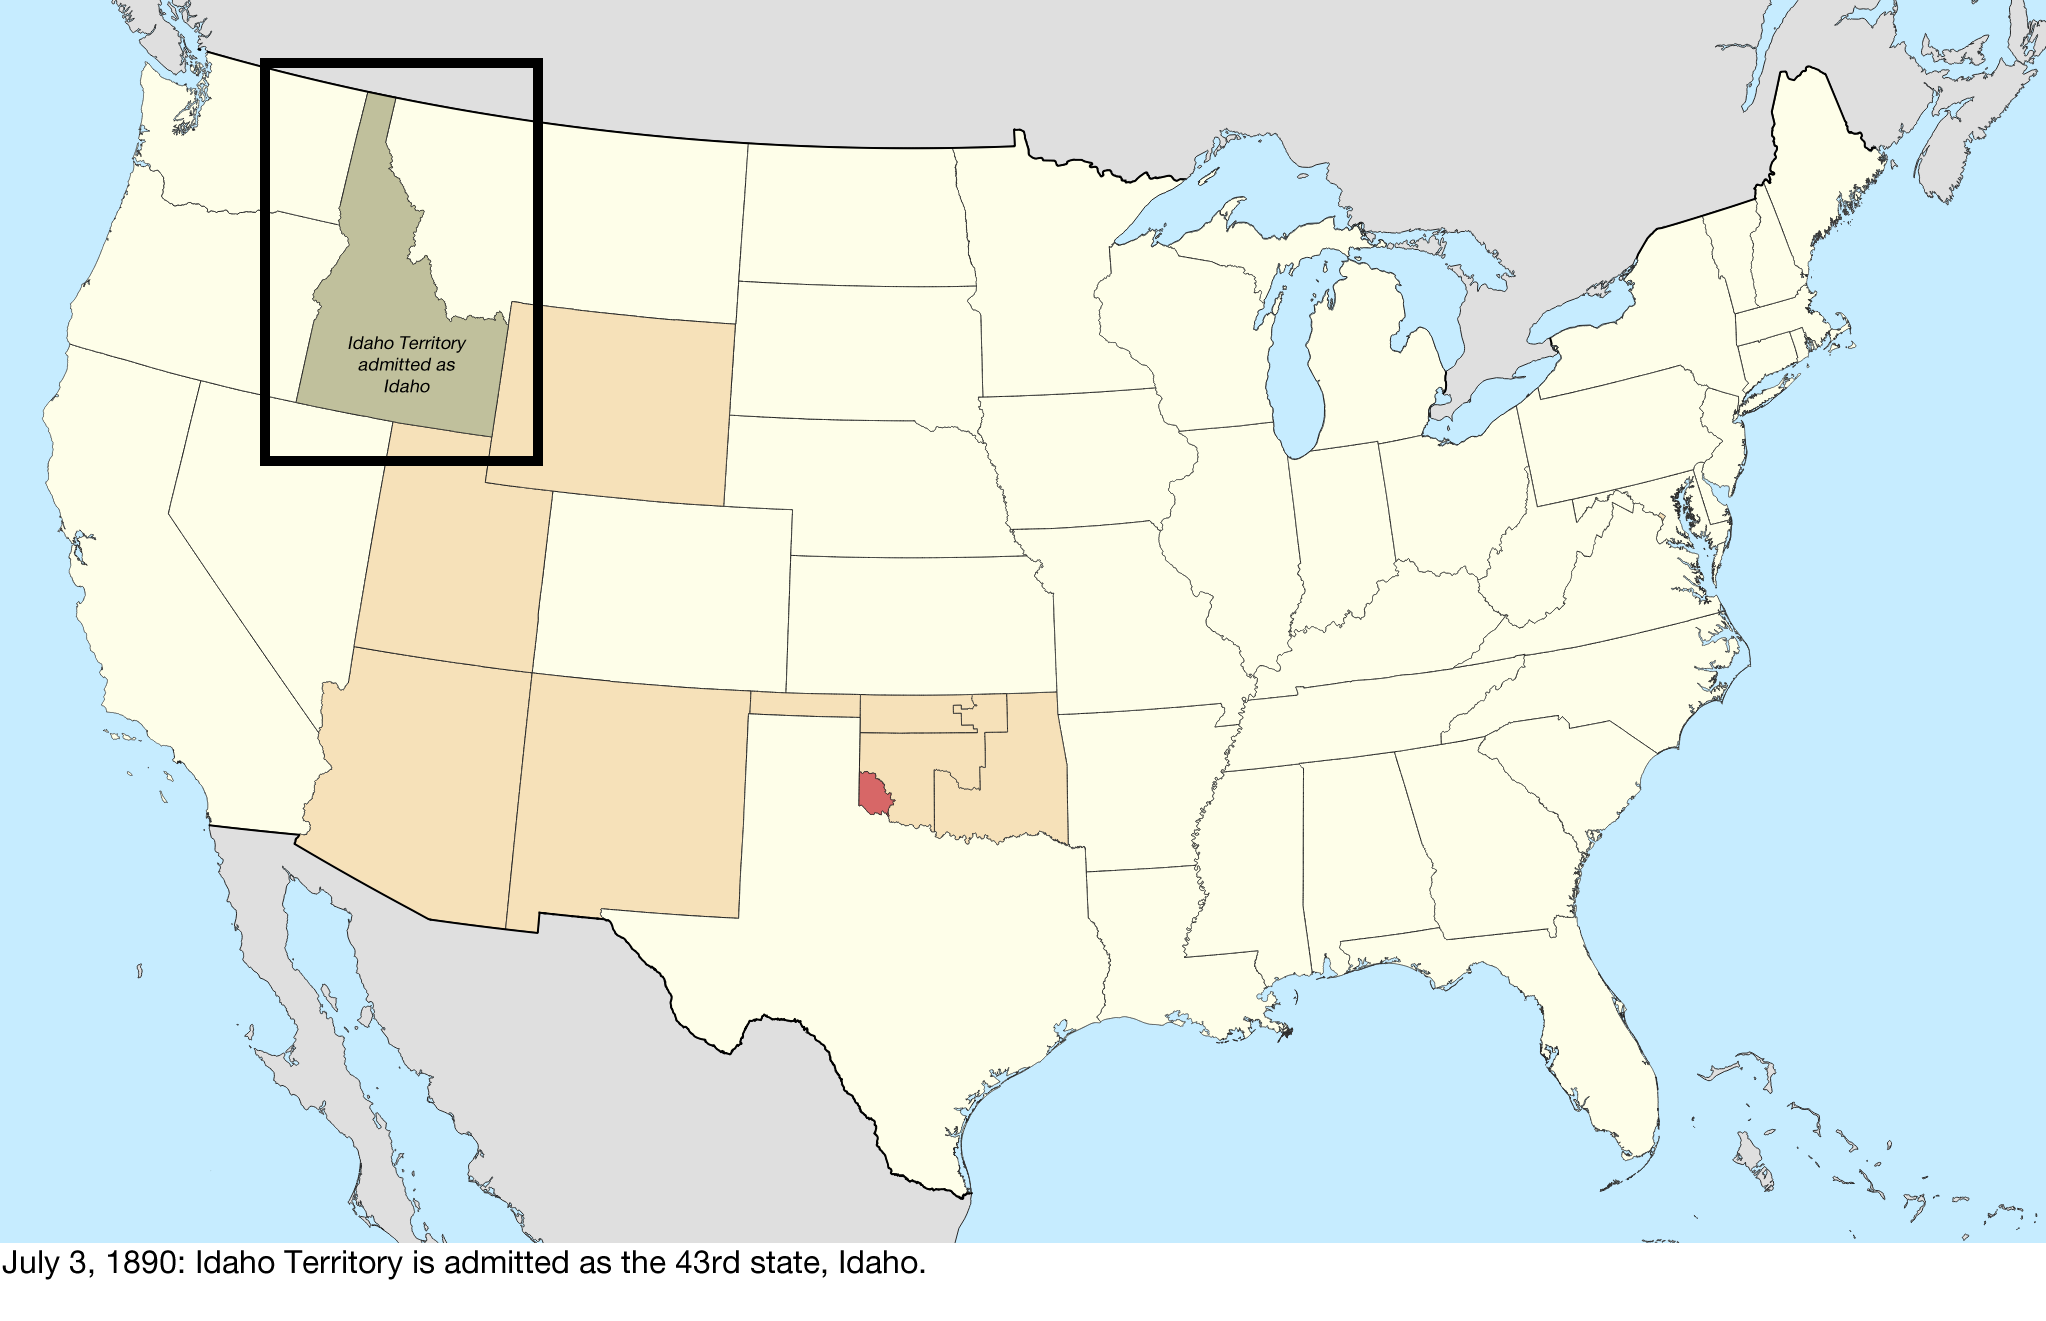 Idaho Territory
admitted as
Idaho
July 3, 1890: Idaho Territory is admitted as the 43rd state, Idaho.